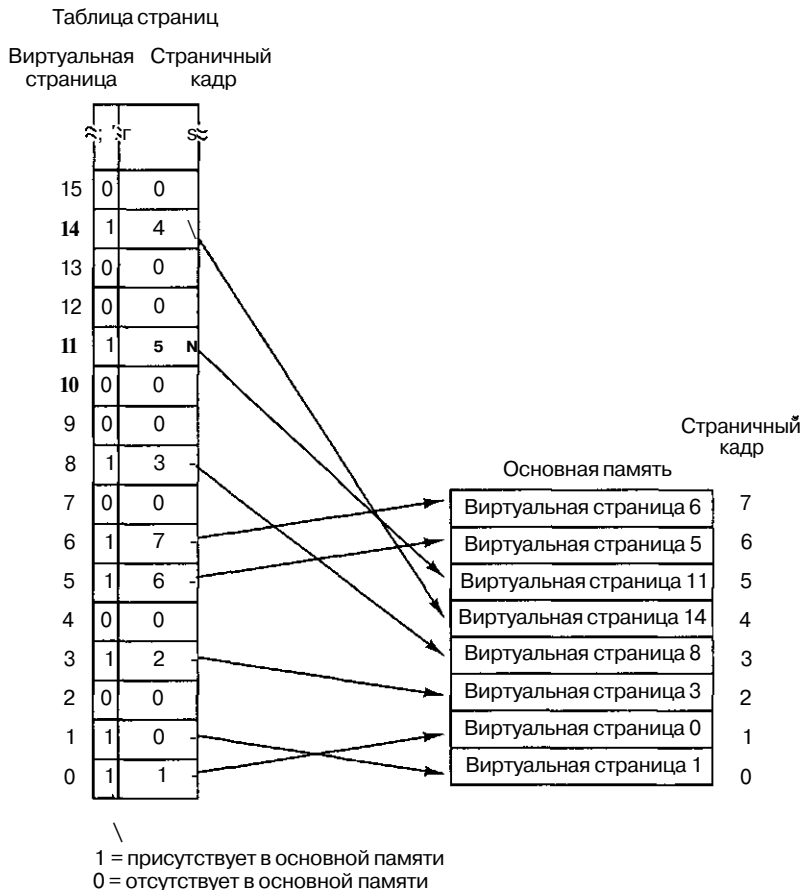 Таблица страниц
Виртуальная страница
Страничный кадр
15 0 0
14 1 4
13 0 0
12 0 0
11 1 5 N
10 0 0
9 0 0
8 1 3
7 0 0
6 1 7
5 1 6
4 0 0
3 1 2
2 0 0
1 1 0
0 1 1
Основная память
Страничный кадр
Виртуальная страница 6 7
Виртуальная страница 5 6
Виртуальная страница 11 5
Виртуальная страница 14 4
Виртуальная страница 8 3
Виртуальная страница 3 2
Виртуальная страница 0 1
Виртуальная страница 1 0
1 = присутствует в основной памяти
0 = отсутствует в основной памяти